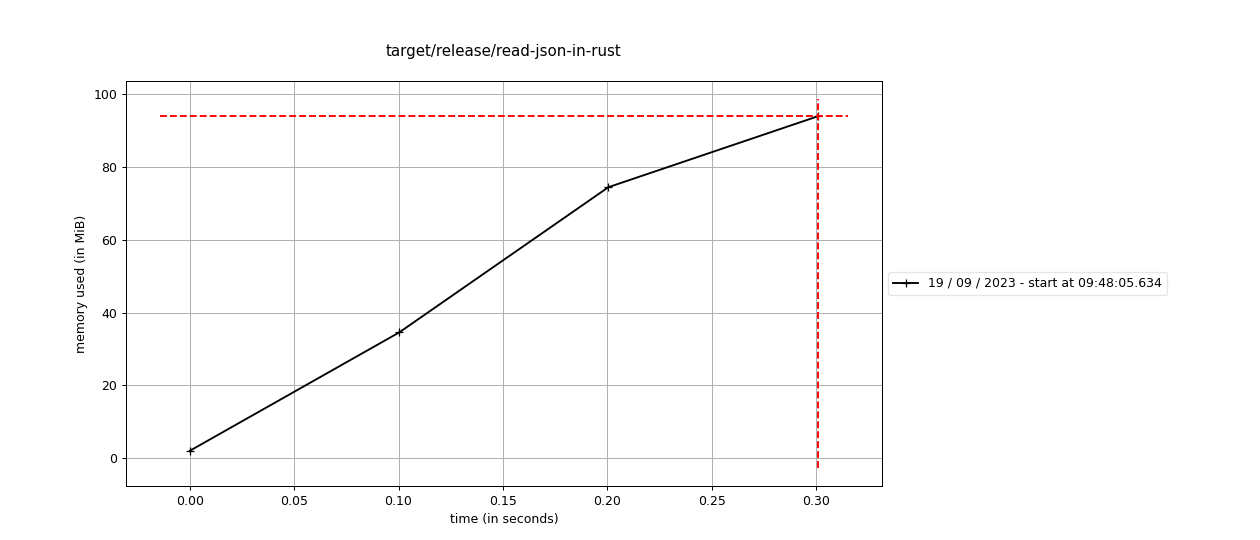 target/release/read-json-in-rust
100
80
60
40
20
0
memory used (in MiB)
0.00 0.05 0.10 0.15 0.20 0.25 0.30
time (in seconds)
19 / 09 / 2023 - start at 09:48:05.634